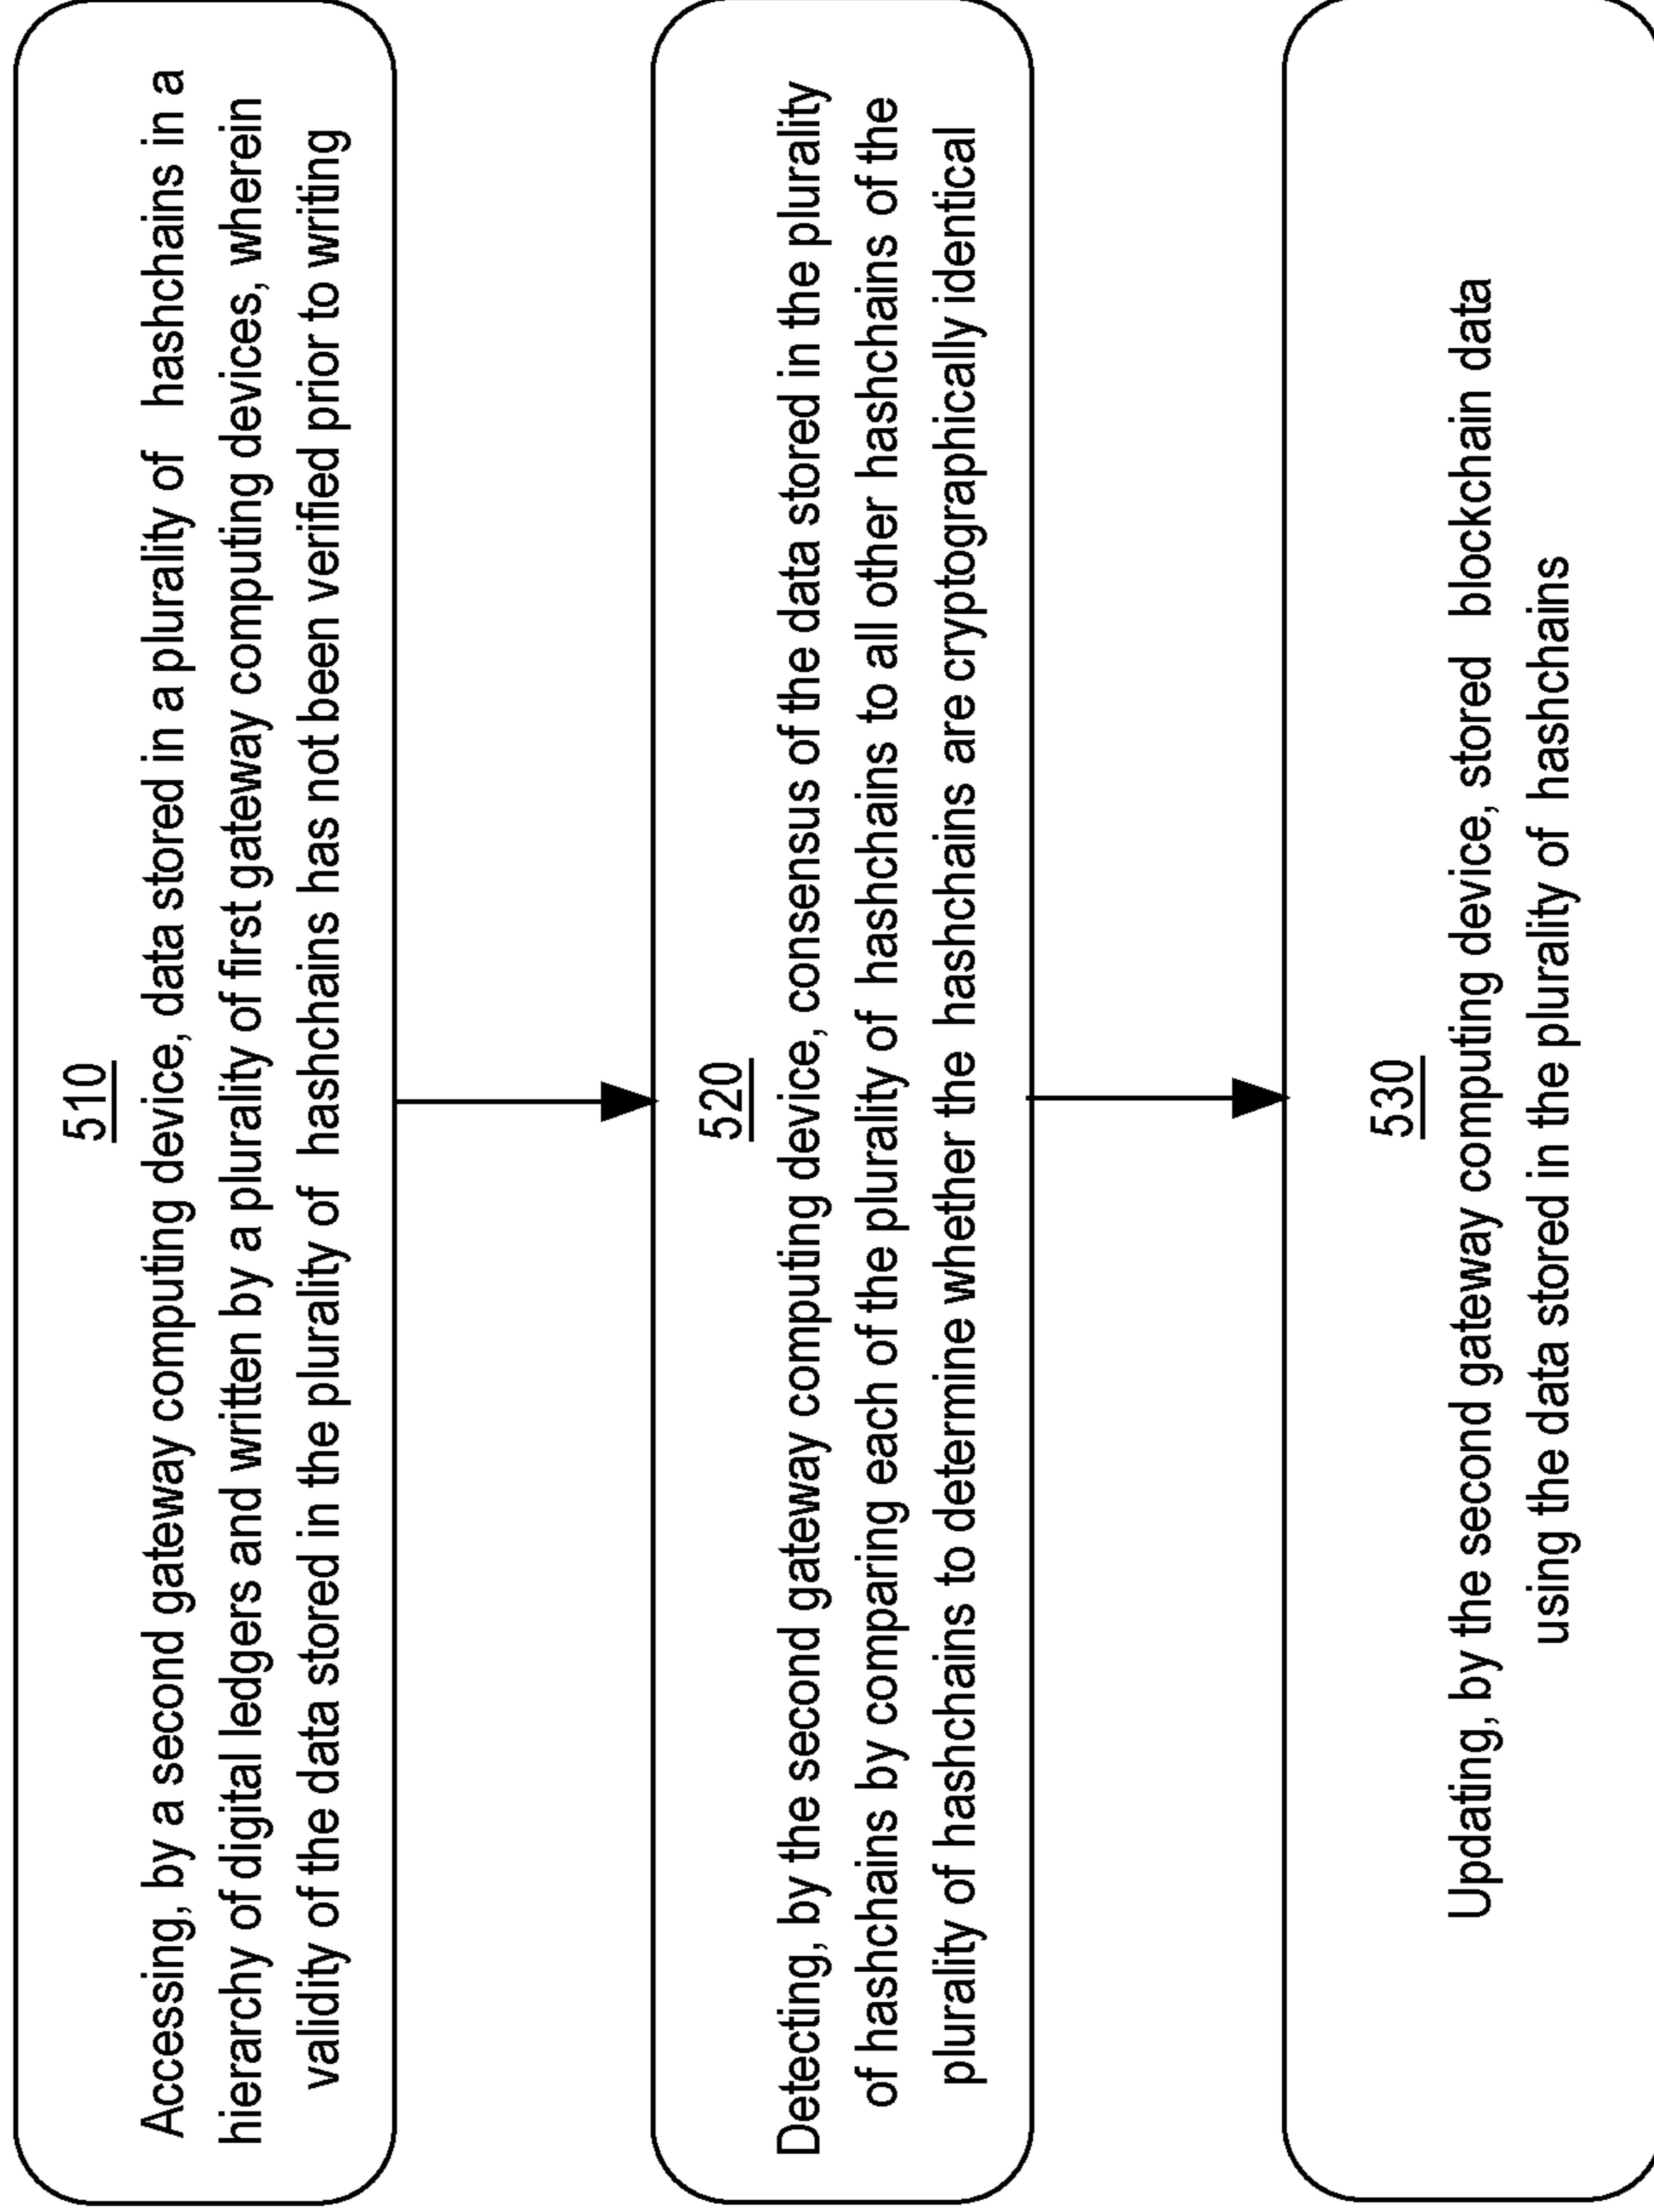 510
Accessing, by a second gateway computing device, data stored in a plurality of hashchains in a
hierarchy of digital ledgers and written by a plurality of first gateway computing devices, wherein
validity of the data stored in the plurality of hashchains has not been verified prior to writing
520
Detecting, by the second gateway computing device, consensus of the data stored in the plurality
of hashchains by comparing each of the plurality of hashchains to all other hashchains of the
plurality of hashchains to determine whether the hashchains are cryptographically identical
530
Updating, by the second gateway computing device, stored blockchain data
using the data stored in the plurality of hashchains